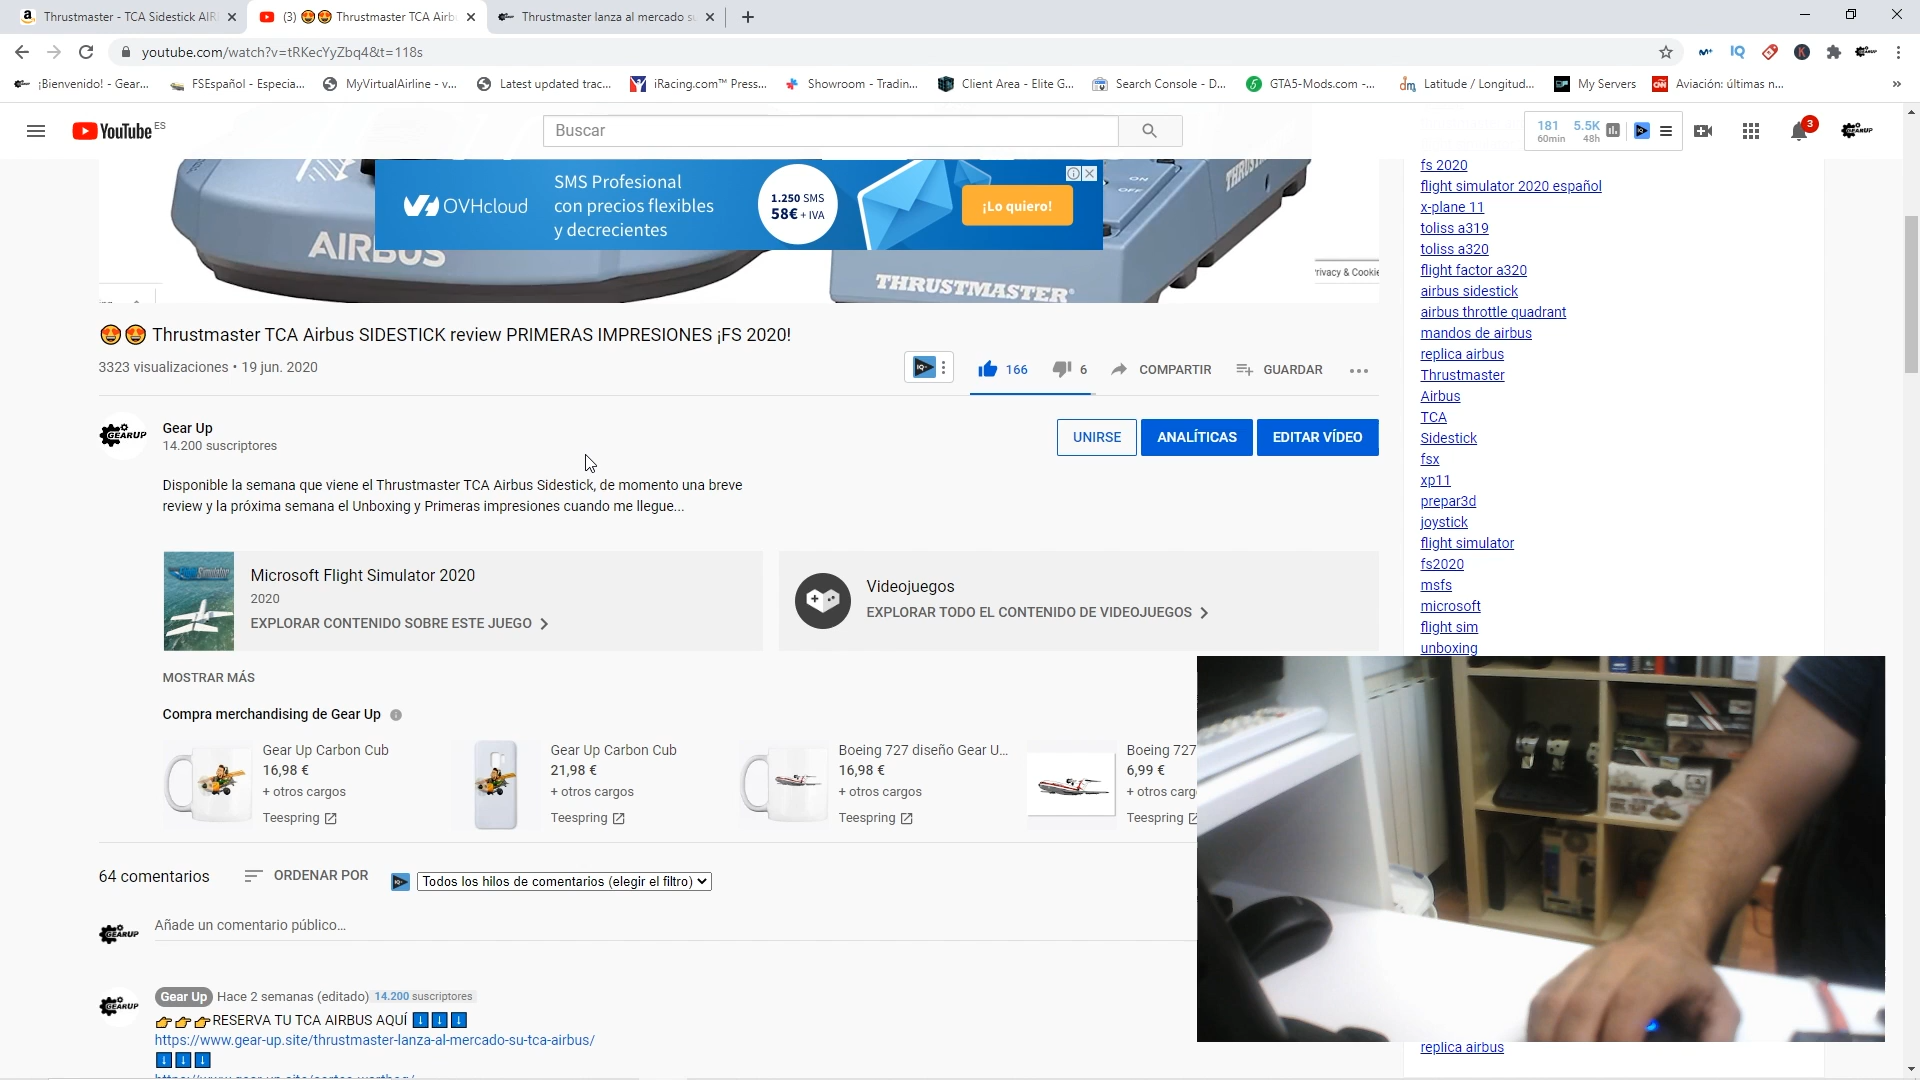 Thrustmaster - TCA Sidestick AIR
(3) 😍😍 Thrustmaster TCA Airb
Thrustmaster lanza al mercado su
youtube.com/watch?v=tRKecYyZbq4&t=118s
¡Bienvenido! - Gear...
FSEspañol - Especia...
MyVirtualAirline - v...
Latest updated trac...
iRacing.com™ Press...
Showroom - Tradin...
Client Area - Elite G...
Search Console - D...
GTA5-Mods.com -...
Latitude / Longitud...
My Servers
Aviación: últimas n...
»
YouTube ES
Buscar
181
60min
5.5K
48h
3
GEARUP
AIRBUS
THRUSTMASTER
THRUSTMASTER
ON
OFF
OVHcloud
SMS Profesional
con precios flexibles
y decrecientes
1.250 SMS
58€ + IVA
¡Lo quiero!
rivacy & Cookie
😍😍 Thrustmaster TCA Airbus SIDESTICK review PRIMERAS IMPRESIONES ¡FS 2020!
3323 visualizaciones • 19 jun. 2020
IQ
166
6
COMPARTIR
GUARDAR
GEARUP
Gear Up
14.200 suscriptores
UNIRSE
ANALÍTICAS
EDITAR VÍDEO
Disponible la semana que viene el Thrustmaster TCA Airbus Sidestick, de momento una breve
review y la próxima semana el Unboxing y Primeras impresiones cuando me llegue...
Microsoft Flight Simulator 2020
2020
EXPLORAR CONTENIDO SOBRE ESTE JUEGO
Videojuegos
EXPLORAR TODO EL CONTENIDO DE VIDEOJUEGOS
MOSTRAR MÁS
Compra merchandising de Gear Up
Gear Up Carbon Cub
16,98 €
+ otros cargos
Teespring
Gear Up Carbon Cub
21,98 €
+ otros cargos
Teespring
Boeing 727 diseño Gear U...
16,98 €
+ otros cargos
Teespring
Boeing 727
6,99 €
+ otros carg
Teespring
64 comentarios
ORDENAR POR
Todos los hilos de comentarios (elegir el filtro)
GEARUP
Añade un comentario público...
GEARUP
Gear Up Hace 2 semanas (editado) 14.200 suscriptores
👉👉👉RESERVA TU TCA AIRBUS AQUÍ ⬇⬇⬇
https://www.gear-up.site/thrustmaster-lanza-al-mercado-su-tca-airbus/
⬇⬇⬇
fs 2020
flight simulator 2020 español
x-plane 11
toliss a319
toliss a320
flight factor a320
airbus sidestick
airbus throttle quadrant
mandos de airbus
replica airbus
Thrustmaster
Airbus
TCA
Sidestick
fsx
xp11
prepar3d
joystick
flight simulator
fs2020
msfs
microsoft
flight sim
unboxing
replica airbus